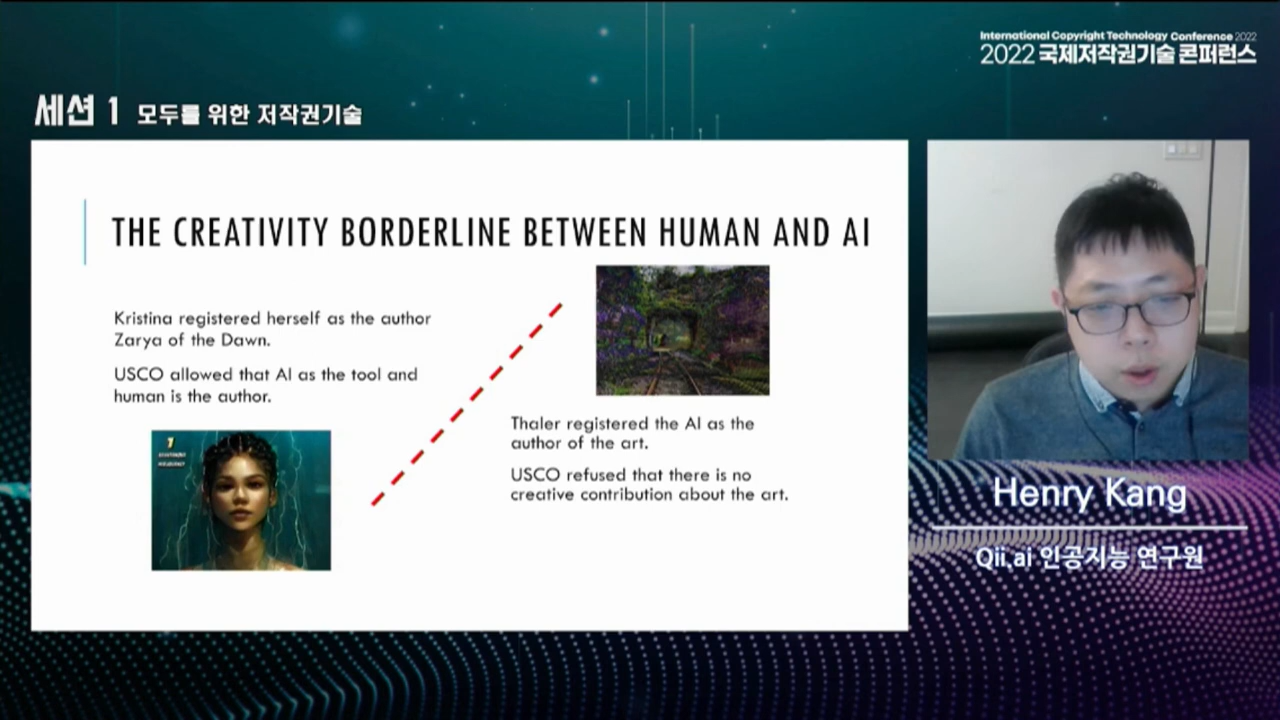 International Copyright Technology Conference 2022
2022 국제저작권기술 콘퍼런스
세션 1 모두를 위한 저작권기술
THE CREATIVITY BORDERLINE BETWEEN HUMAN AND AI
Kristina registered herself as the author
Zarya of the Dawn.
USCO allowed that AI as the tool and
human is the author.
Thaler registered the AI as the
author of the art.
USCO refused that there is no
creative contribution about the art.
Henry Kang
Qii.ai 인공지능 연구원